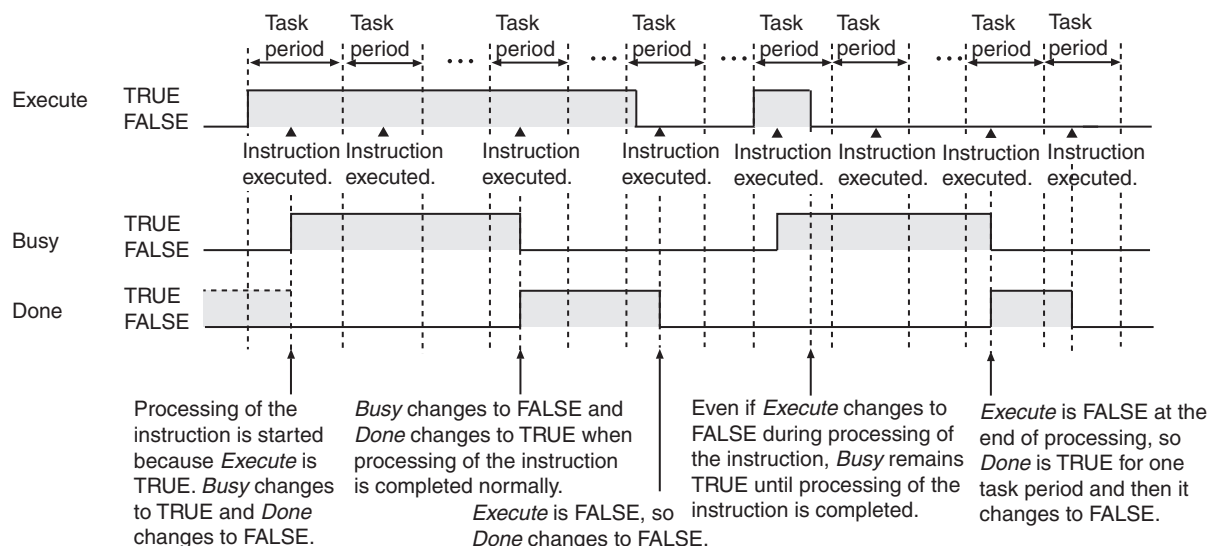 Task period
Task period
Task period
Task period
Task period
Task period
Task period
Task period
...
...
...
...
Execute
TRUE
FALSE
Instruction executed.
Instruction executed.
Instruction executed.
Instruction executed.
Instruction executed.
Instruction executed.
Instruction executed.
Instruction executed.
Busy
TRUE
FALSE
Done
TRUE
FALSE
Processing of the
instruction is started
because Execute is
TRUE. Busy changes
to TRUE and Done
changes to FALSE.
Busy changes to FALSE and
Done changes to TRUE when
processing of the instruction
is completed normally.
Execute is FALSE, so
Done changes to FALSE.
Even if Execute changes to
FALSE during processing of
the instruction, Busy remains
TRUE until processing of the
instruction is completed.
Execute is FALSE at the
end of processing, so
Done is TRUE for one
task period and then it
changes to FALSE.